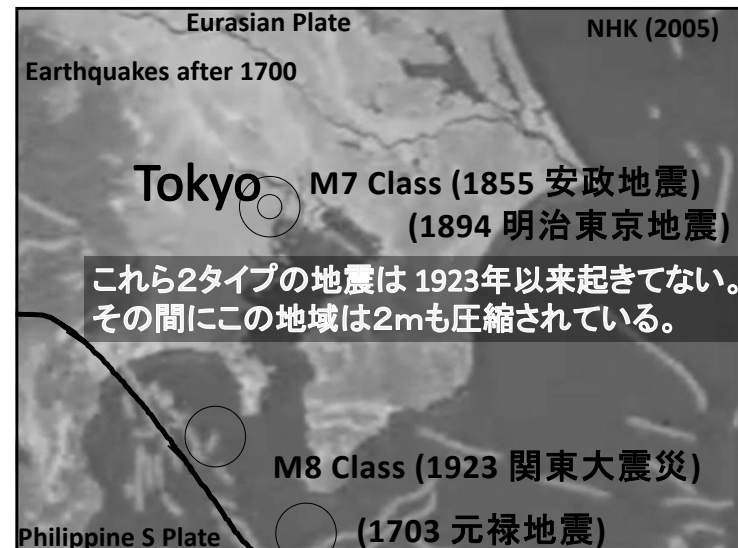 Eurasian Plate
NHK (2005)
Earthquakes after 1700
Tokyo
M7 Class (1855 安政地震)
(1894 明治東京地震)
これら2タイプの地震は 1923年以来起きてない。
その間にこの地域は2mも圧縮されている。
M8 Class (1923 関東大震災)
(1703 元禄地震)
Philippine S Plate